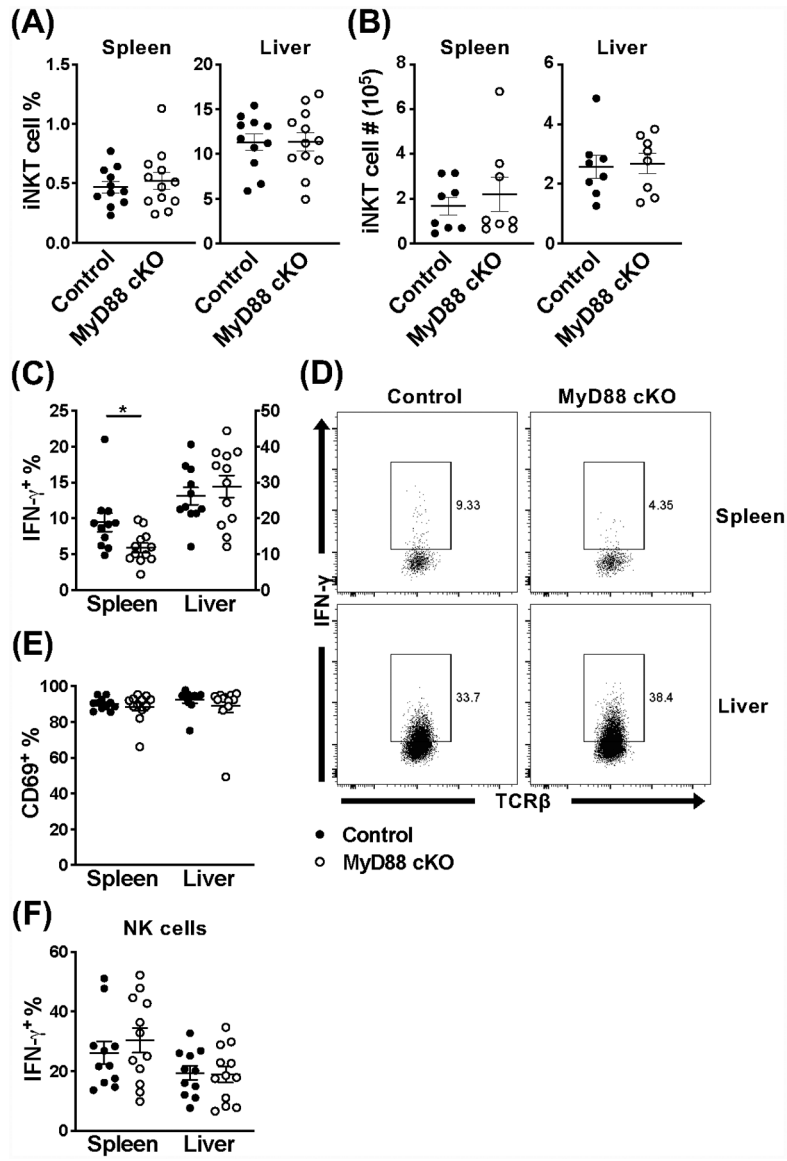 (A)
Spleen
Liver
iNKT cell %
1.5
1.0
0.5
0.0
20
15
10
5
0
Control
MyD88 cKO
Control
MyD88 cKO
(B)
Spleen
Liver
iNKT cell # (10⁵)
8
6
4
2
0
6
4
2
0
Control
MyD88 cKO
Control
MyD88 cKO
(C)
IFN-γ⁺ %
25
20
15
10
5
0
*
50
40
30
20
10
0
Spleen
Liver
(D)
Control
MyD88 cKO
9.33
4.35
Spleen
IFN-γ
33.7
38.4
Liver
TCRβ
(E)
CD69⁺ %
100
80
60
80
20
0
Spleen
Liver
Control
MyD88 cKO
(F)
NK cells
IFN-γ⁺ %
60
40
20
0
Spleen
Liver